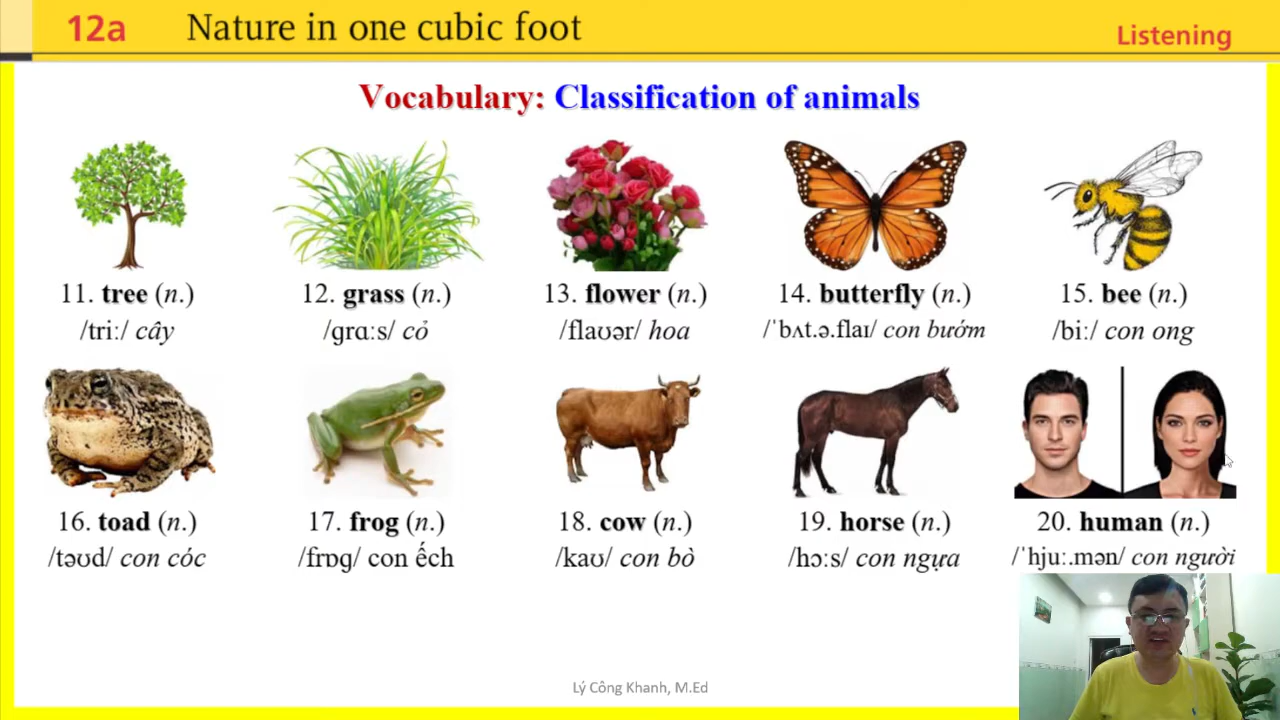 12a Nature in one cubic foot Listening
Vocabulary: Classification of animals
11. tree (n.) 12. grass (n.) 13. flower (n.) 14. butterfly (n.) 15. bee (n.)
/triː/ cây /ɡrɑːs/ cỏ /flaʊər/ hoa /ˈbʌt.ə.flaɪ/ con bướm /biː/ con ong
16. toad (n.) 17. frog (n.) 18. cow (n.) 19. horse (n.) 20. human (n.)
/təʊd/ con cóc /frɒɡ/ con ếch /kaʊ/ con bò /hɔːs/ con ngựa /ˈhjuː.mən/ con người
Lý Công Khanh, M.Ed